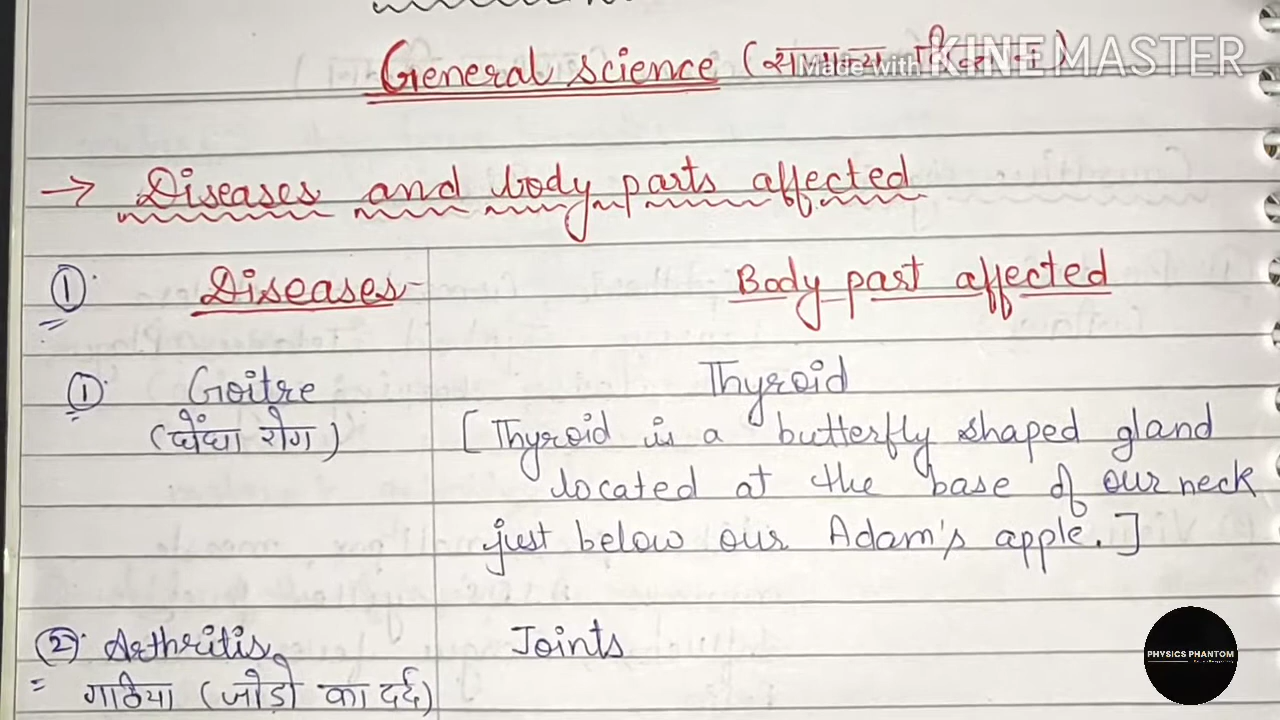 General science (सामान्य विज्ञान)
Made with KINEMASTER
→ Diseases and body parts affected
① Diseases- Body part affected
① Goitre Thyroid
(घेंघा रोग) [Thyroid is a butterfly shaped gland
located at the base of our neck
just below our Adam's apple.]
(2) Arthritis Joints
गठिया (जोड़ो का दर्द)
PHYSICS PHANTOM